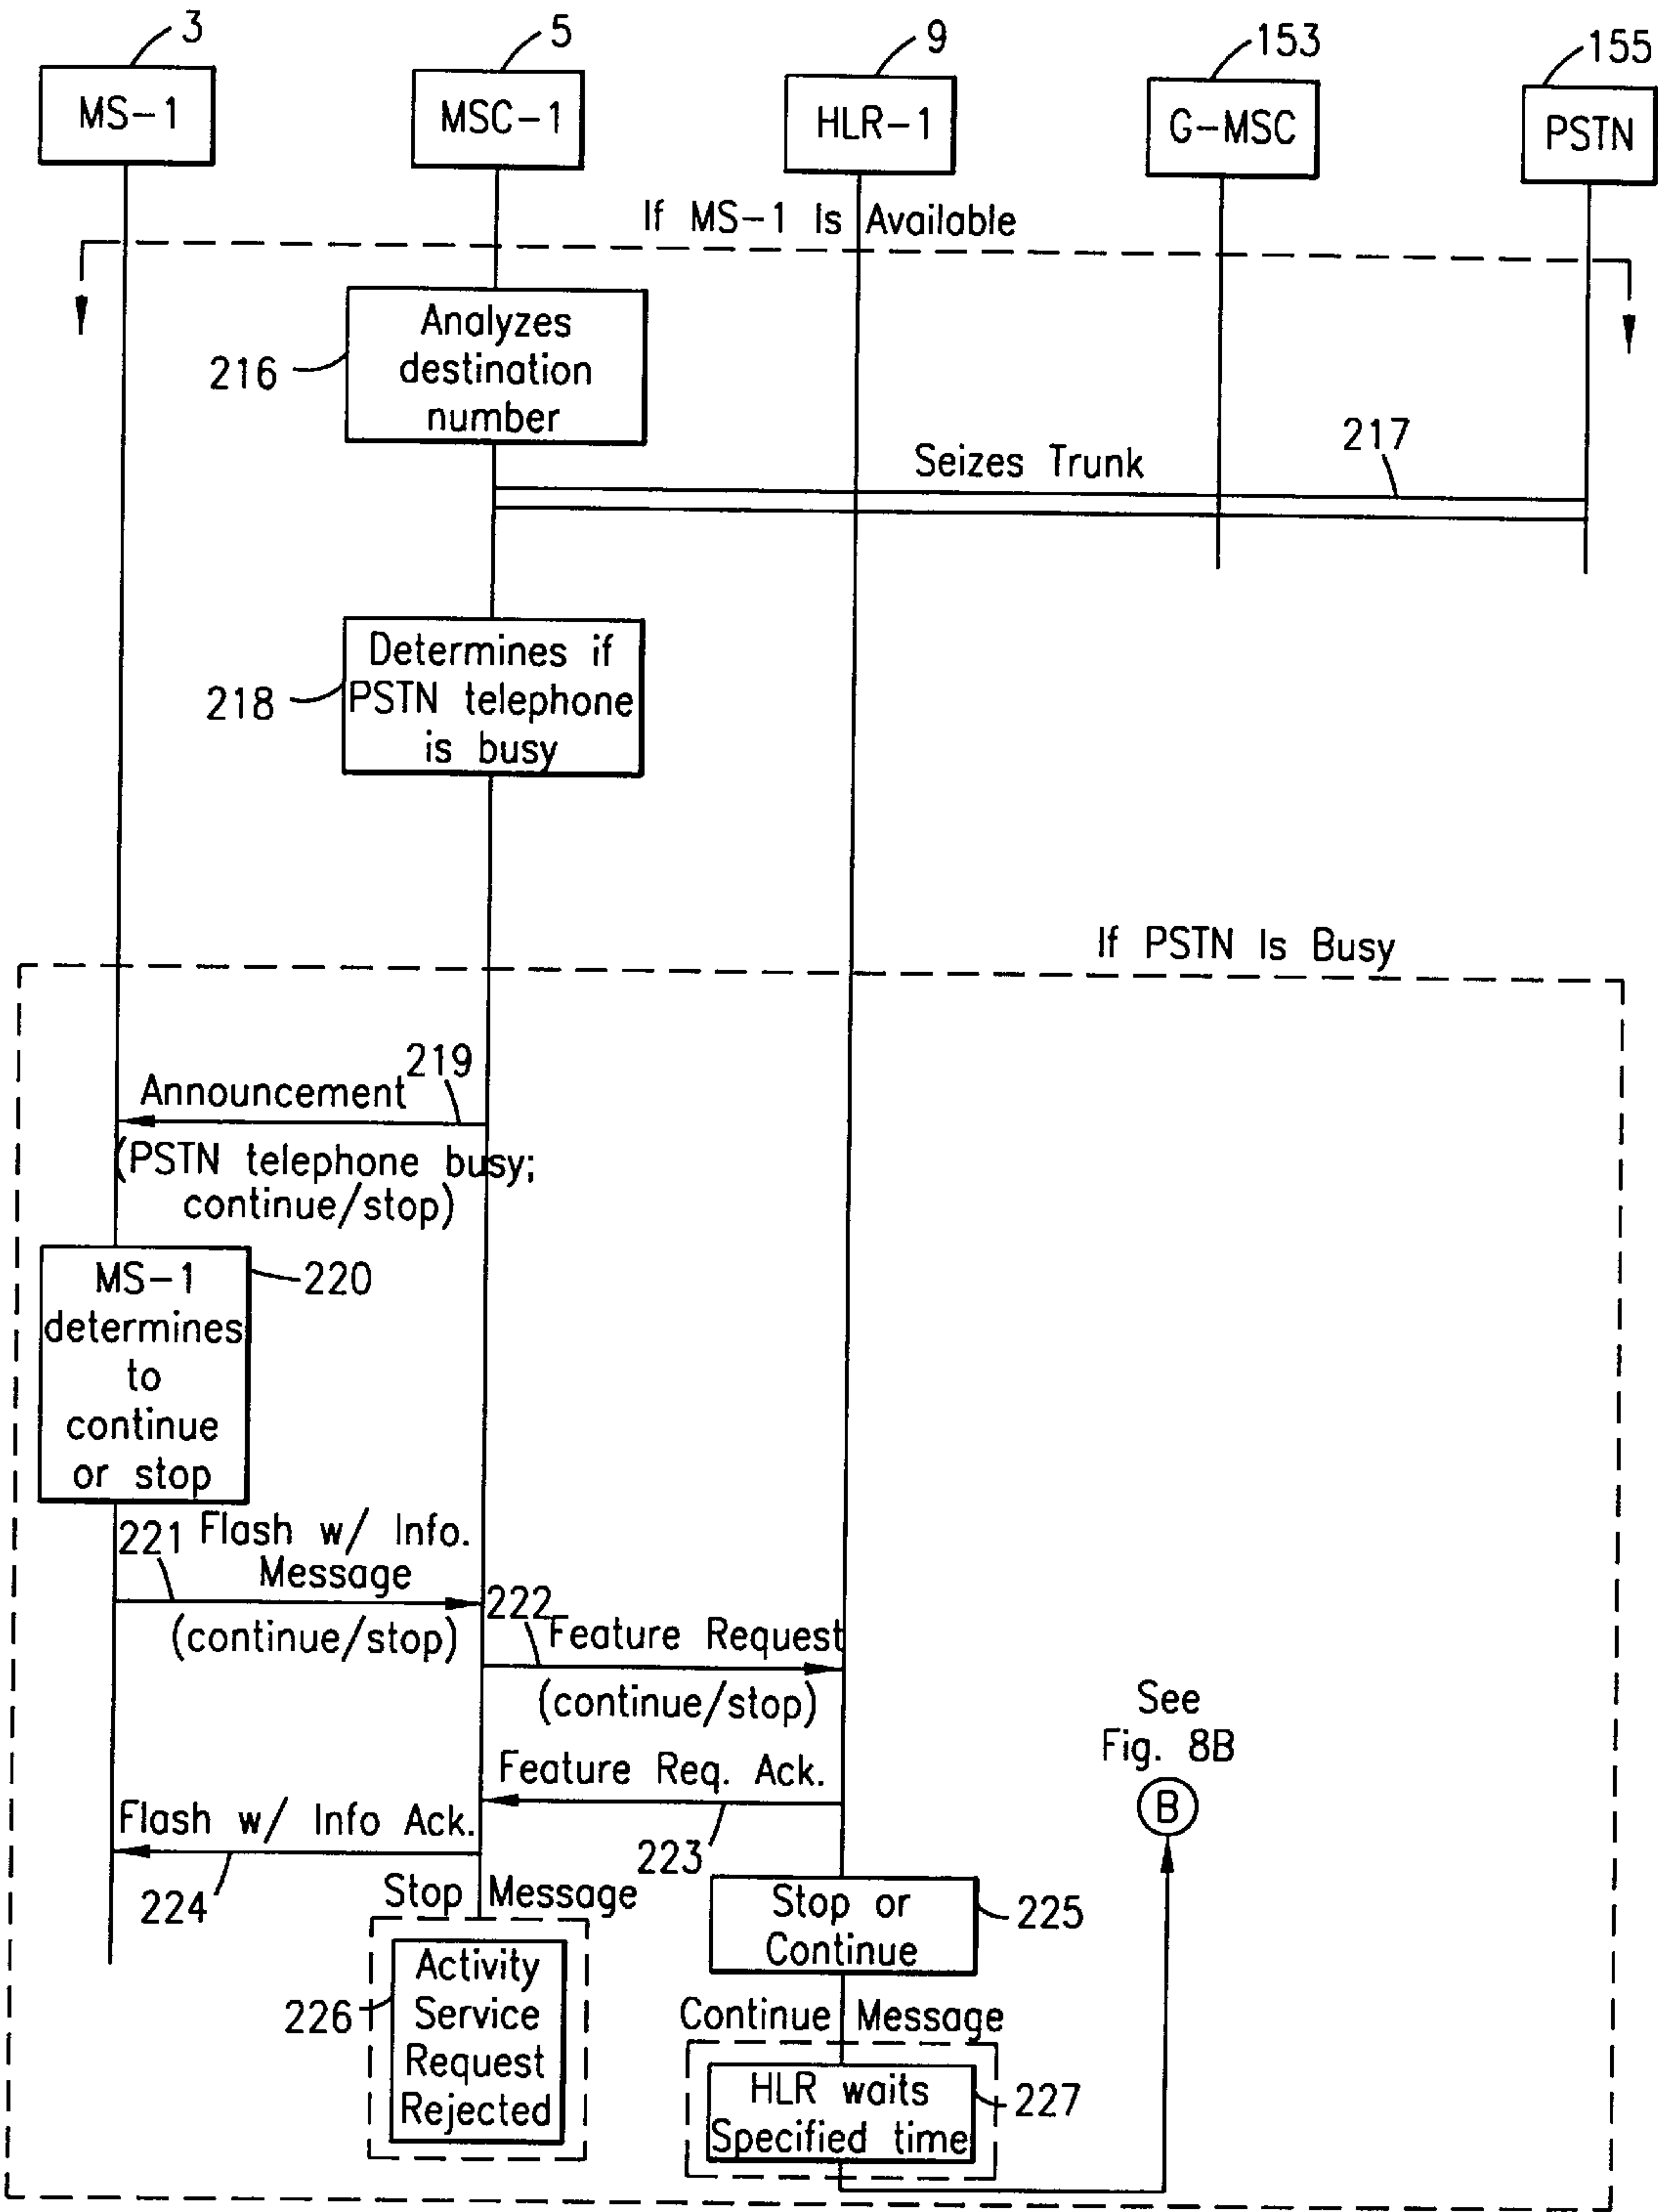 3
5
9
153
155
MS-1
MSC-1
HLR-1
G-MSC
PSTN
If MS-1 Is Available
216
Analyzes
destination
number
Seizes Trunk
217
218
Determines if
PSTN telephone
is busy
If PSTN Is Busy
219
Announcement
(PSTN telephone busy;
continue/stop)
MS-1
determines
to
continue
or stop
220
221
Flash w/ Info.
Message
(continue/stop)
222
Feature Request
(continue/stop)
Feature Req. Ack.
223
Flash w/ Info Ack.
224
See
Fig. 8B
B
Stop Message
226
Activity
Service
Request
Rejected
Stop or
Continue
225
Continue Message
HLR waits
Specified time
227